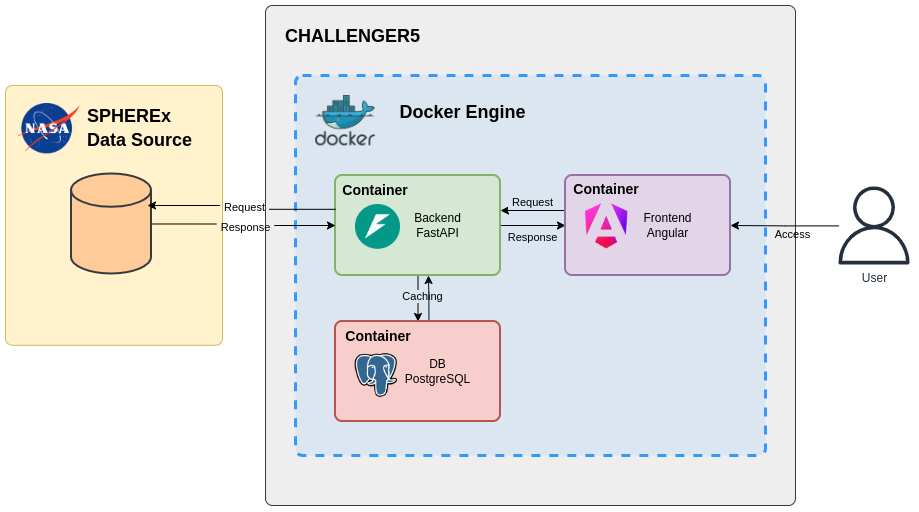 CHALLENGER5
NASA
SPHEREx
Data Source
docker
Docker Engine
Container
Backend
FastAPI
Container
Frontend
Angular
Request
Response
Request
Response
Access
User
Caching
Container
DB
PostgreSQL